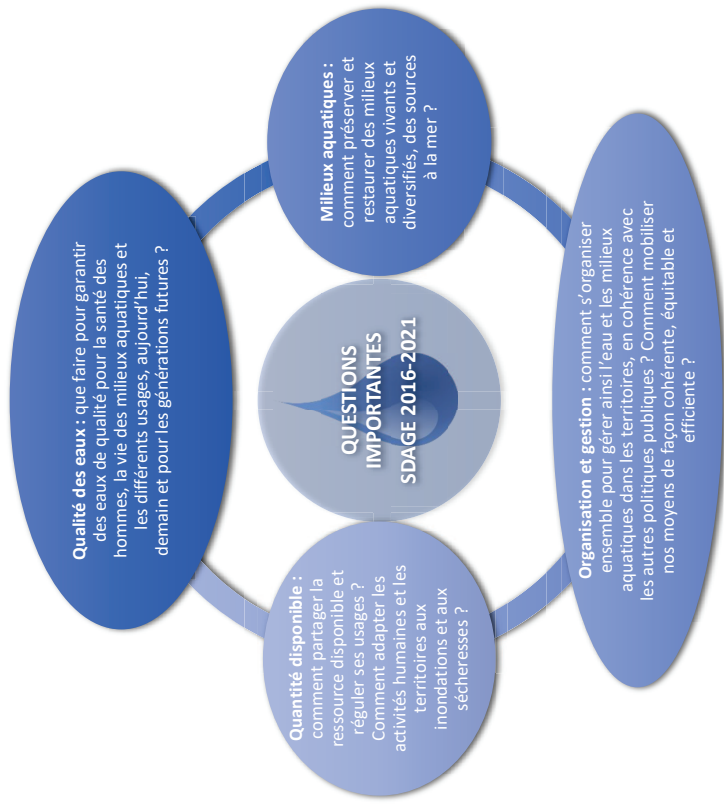 Qualité des eaux : que faire pour garantir
des eaux de qualité pour la santé des
hommes, la vie des milieux aquatiques et
les différents usages, aujourd’hui,
demain et pour les générations futures ?
Quantité disponible :
comment partager la
ressource disponible et
réguler ses usages ?
Comment adapter les
activités humaines et les
territoires aux
inondations et aux
sécheresses ?
QUESTIONS
IMPORTANTES
SDAGE 2016-2021
Milieux aquatiques :
comment préserver et
restaurer des milieux
aquatiques vivants et
diversifiés, des sources
à la mer ?
Organisation et gestion : comment s’organiser
ensemble pour gérer ainsi l’eau et les milieux
aquatiques dans les territoires, en cohérence avec
les autres politiques publiques ? Comment mobiliser
nos moyens de façon cohérente, équitable et
efficiente ?